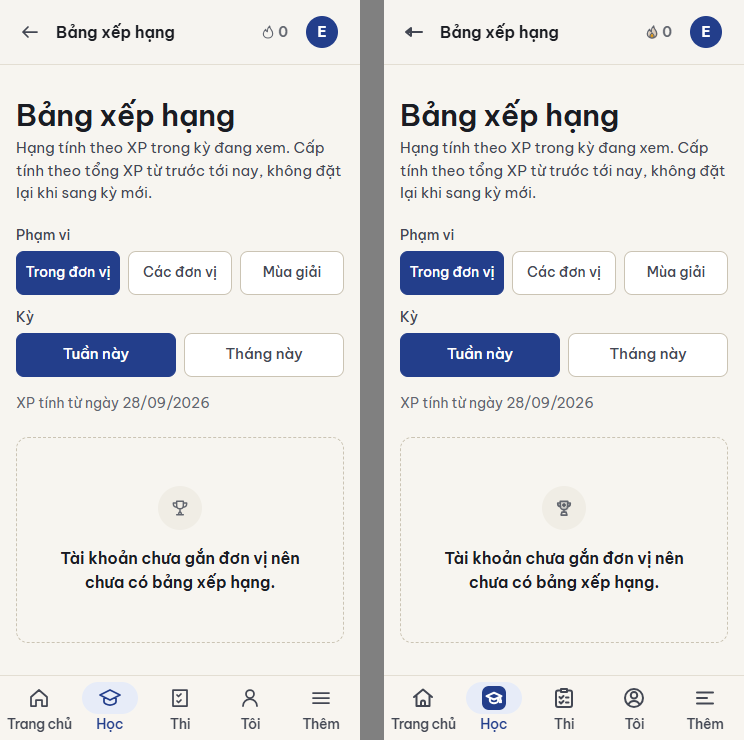 Bảng xếp hạng 0 E
Bảng xếp hạng
Hạng tính theo XP trong kỳ đang xem. Cấp
tính theo tổng XP từ trước tới nay, không đặt
lại khi sang kỳ mới.
Phạm vi
Trong đơn vị Các đơn vị Mùa giải
Kỳ
Tuần này Tháng này
XP tính từ ngày 28/09/2026
Tài khoản chưa gắn đơn vị nên
chưa có bảng xếp hạng.
Trang chủ Học Thi Tôi Thêm
Bảng xếp hạng 0 E
Bảng xếp hạng
Hạng tính theo XP trong kỳ đang xem. Cấp
tính theo tổng XP từ trước tới nay, không đặt
lại khi sang kỳ mới.
Phạm vi
Trong đơn vị Các đơn vị Mùa giải
Kỳ
Tuần này Tháng này
XP tính từ ngày 28/09/2026
Tài khoản chưa gắn đơn vị nên
chưa có bảng xếp hạng.
Trang chủ Học Thi Tôi Thêm